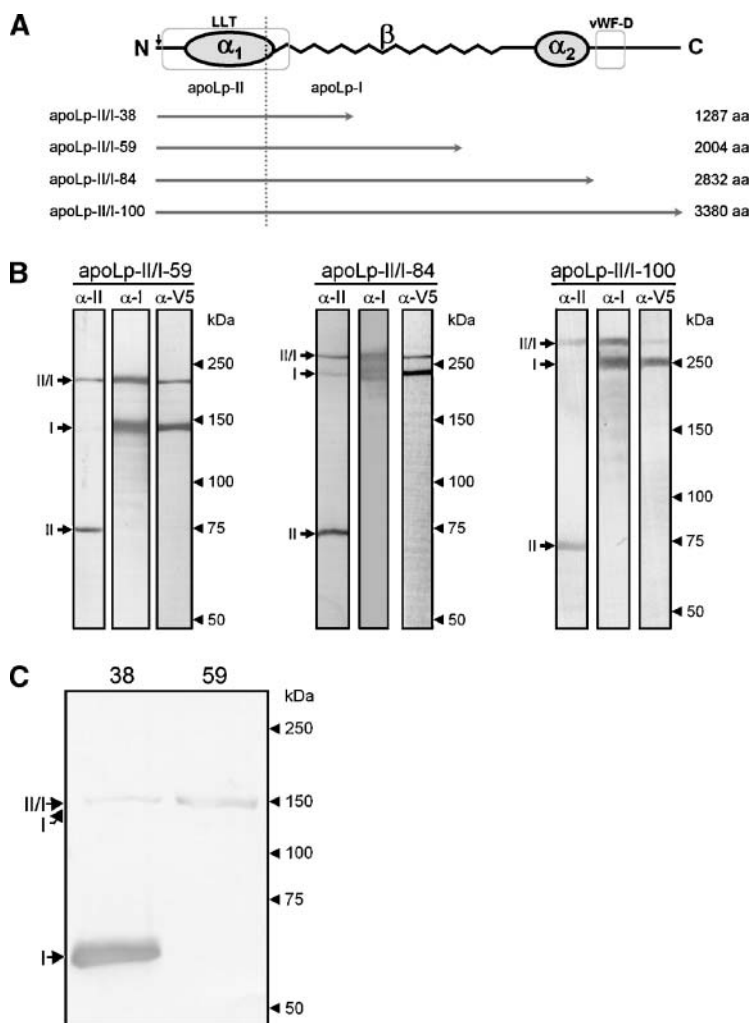 A
LLT
vWF-D
N
α1
β
α2
C
apoLp-II
apoLp-I
apoLp-II/I-38
1287 aa
apoLp-II/I-59
2004 aa
apoLp-II/I-84
2832 aa
apoLp-II/I-100
3380 aa
B
apoLp-II/I-59
α-II α-I α-V5
kDa
II/I
250
I
150
100
II
75
50
apoLp-II/I-84
α-II α-I α-V5
kDa
II/I
250
I
150
100
II
75
50
apoLp-II/I-100
α-II α-I α-V5
kDa
II/I
I
250
150
100
II
75
50
C
38 59
kDa
250
II/I
150
I
100
75
I
50